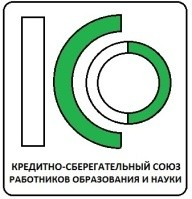 КРЕДИТНО-СБЕРЕГАТЕЛЬНЫЙ СОЮЗ
РАБОТНИКОВ ОБРАЗОВАНИЯ И НАУКИ